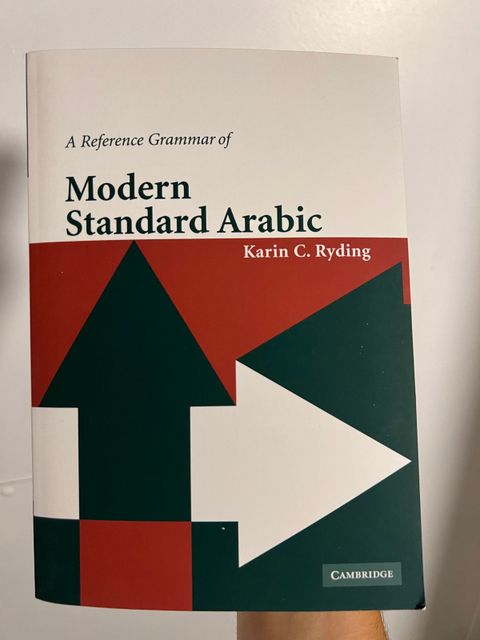 A Reference Grammar of
Modern
Standard Arabic
Karin C. Ryding
CAMBRIDGE